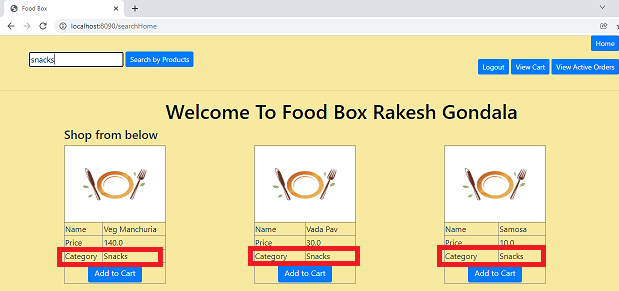 Food Box
localhost:8090/searchHome
Home
snacks Search by Products
Logout View Cart View Active Orders
Welcome To Food Box Rakesh Gondala
Shop from below
Name Veg Manchuria Name Vada Pav Name Samosa
Price 140.0 Price 30.0 Price 10.0
Category Snacks Category Snacks Category Snacks
Add to Cart Add to Cart Add to Cart